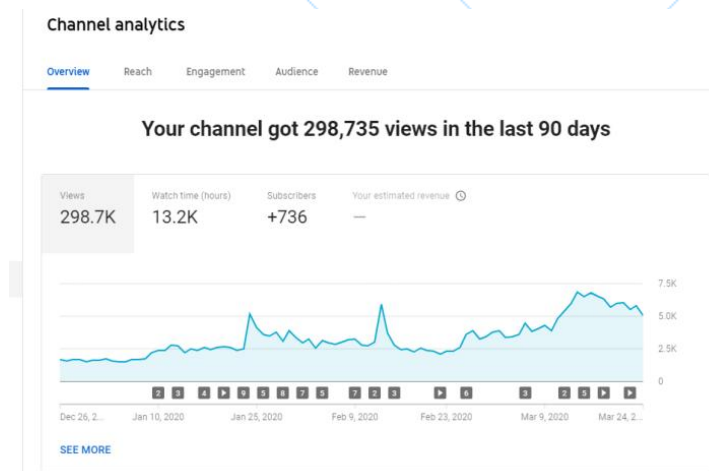 Channel analytics
Overview Reach Engagement Audience Revenue
Your channel got 298,735 views in the last 90 days
Views Watch time (hours) Subscribers Your estimated revenue
298.7K 13.2K +736 —
7.5K
5.0K
2.5K
0
2 3 4 9 5 8 7 5 7 2 3 6 3 2 5
Dec 26, 2... Jan 10, 2020 Jan 25, 2020 Feb 9, 2020 Feb 23, 2020 Mar 9, 2020 Mar 24, 2...
SEE MORE